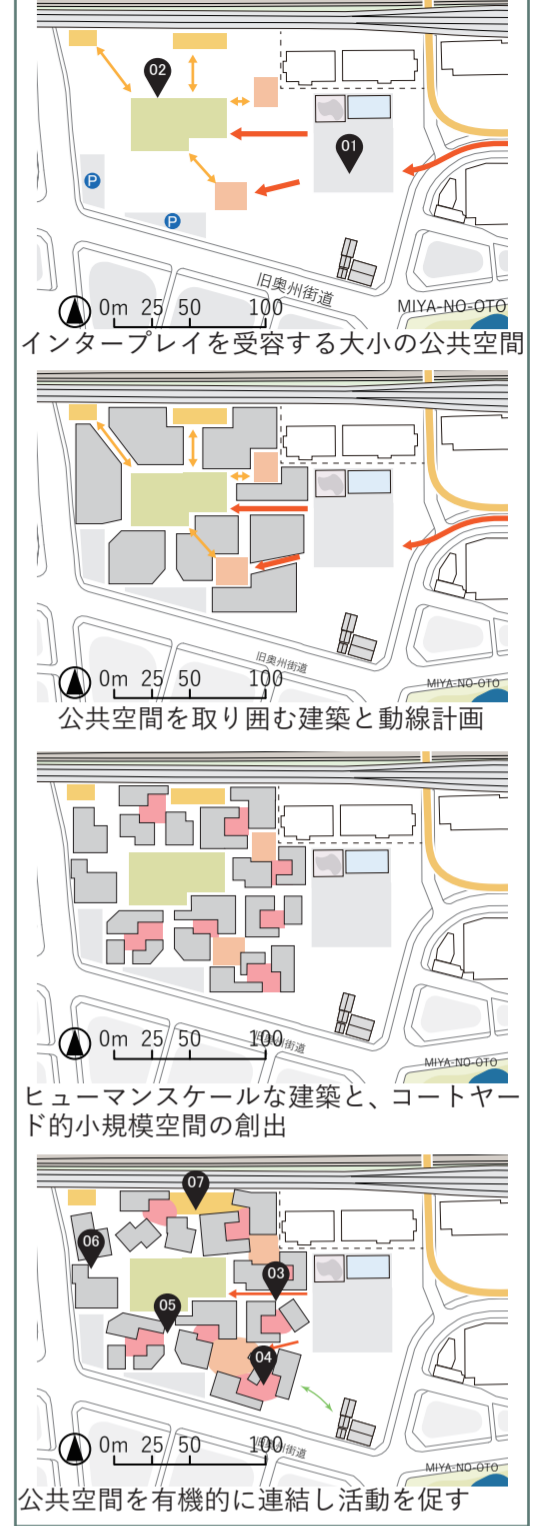 02
01
P
P
旧奥州街道
0m 25 50 100
MIYA-NO-OTO
インタープレイを受容する大小の公共空間
旧奥州街道
0m 25 50 100
MIYA-NO-OTO
公共空間を取り囲む建築と動線計画
旧奥州街道
0m 25 50 100
MIYA-NO-OTO
ヒューマンスケールな建築と、コートヤー
ド的小規模空間の創出
07
06
03
05
04
旧奥州街道
0m 25 50 100
MIYA-NO-OTO
公共空間を有機的に連結し活動を促す